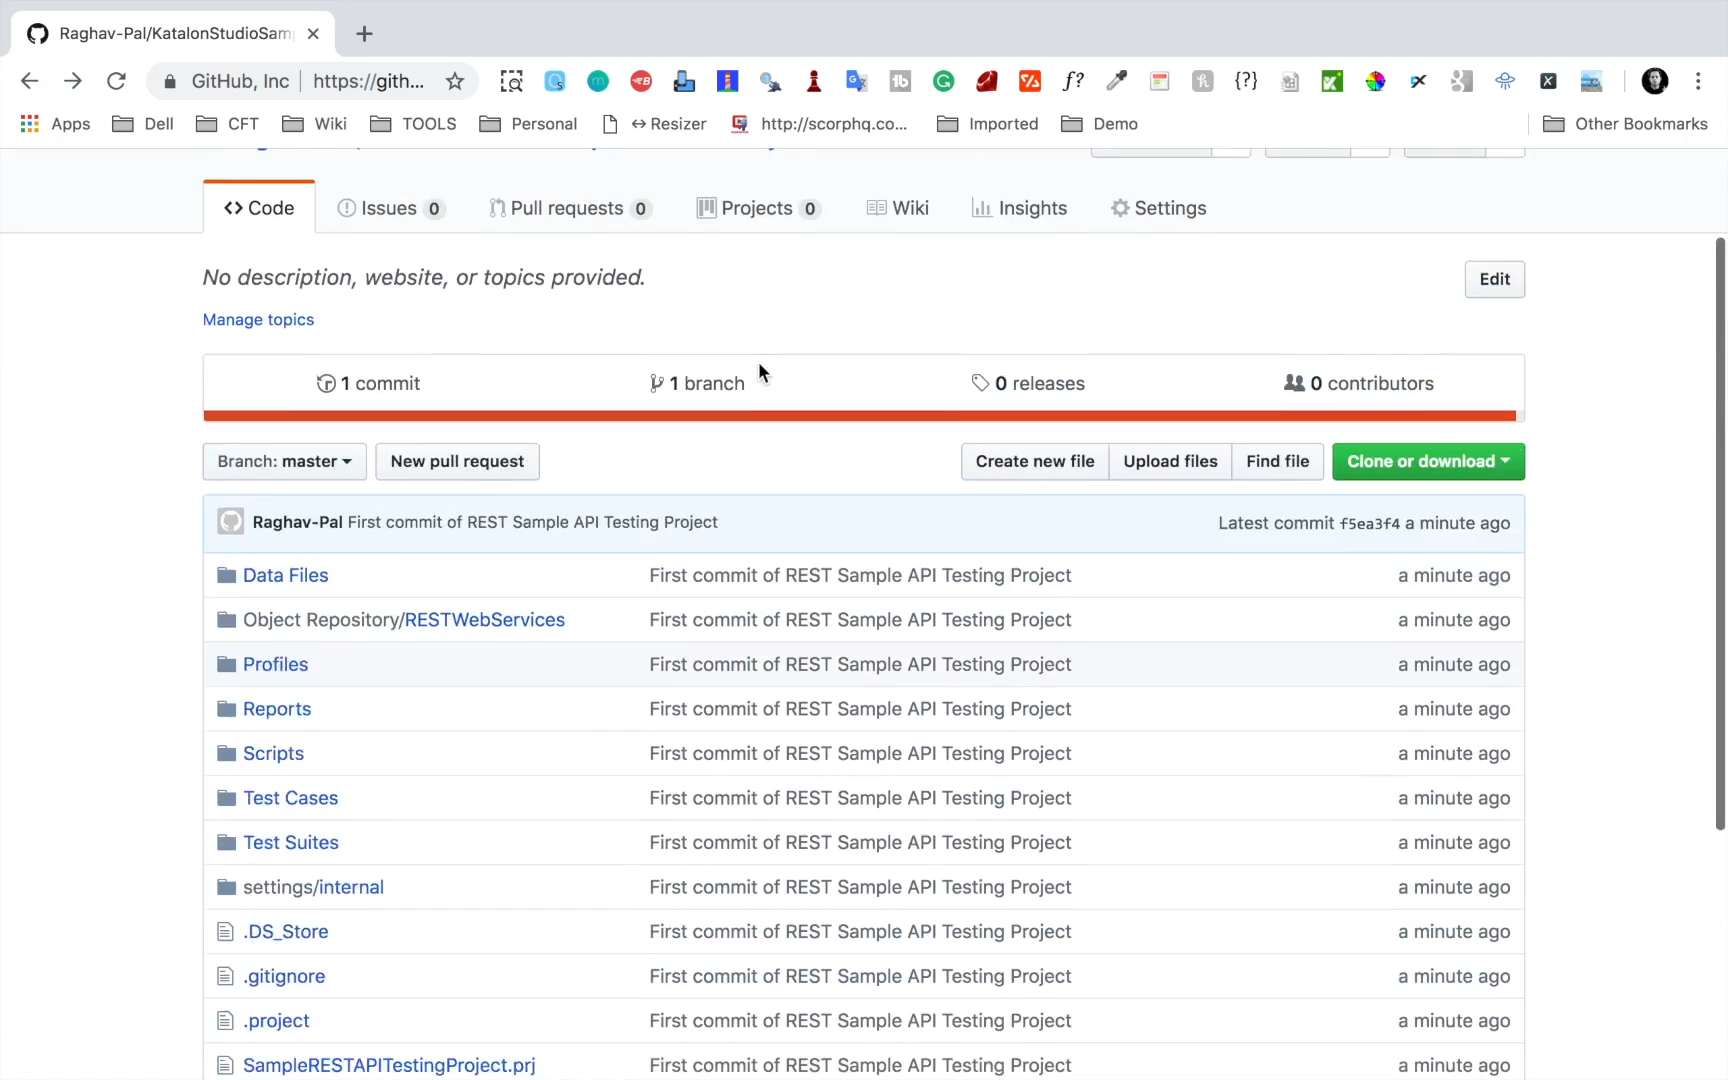 Raghav-Pal/KatalonStudioSam
GitHub, Inc https://gith...
Apps Dell CFT Wiki TOOLS Personal ↔Resizer http://scorphq.co... Imported Demo Other Bookmarks
Code Issues 0 Pull requests 0 Projects 0 Wiki Insights Settings
No description, website, or topics provided. Edit
Manage topics
1 commit 1 branch 0 releases 0 contributors
Branch: master New pull request Create new file Upload files Find file Clone or download
Raghav-Pal First commit of REST Sample API Testing Project Latest commit f5ea3f4 a minute ago
Data Files First commit of REST Sample API Testing Project a minute ago
Object Repository/RESTWebServices First commit of REST Sample API Testing Project a minute ago
Profiles First commit of REST Sample API Testing Project a minute ago
Reports First commit of REST Sample API Testing Project a minute ago
Scripts First commit of REST Sample API Testing Project a minute ago
Test Cases First commit of REST Sample API Testing Project a minute ago
Test Suites First commit of REST Sample API Testing Project a minute ago
settings/internal First commit of REST Sample API Testing Project a minute ago
.DS_Store First commit of REST Sample API Testing Project a minute ago
.gitignore First commit of REST Sample API Testing Project a minute ago
.project First commit of REST Sample API Testing Project a minute ago
SampleRESTAPITestingProject.prj First commit of REST Sample API Testing Project a minute ago